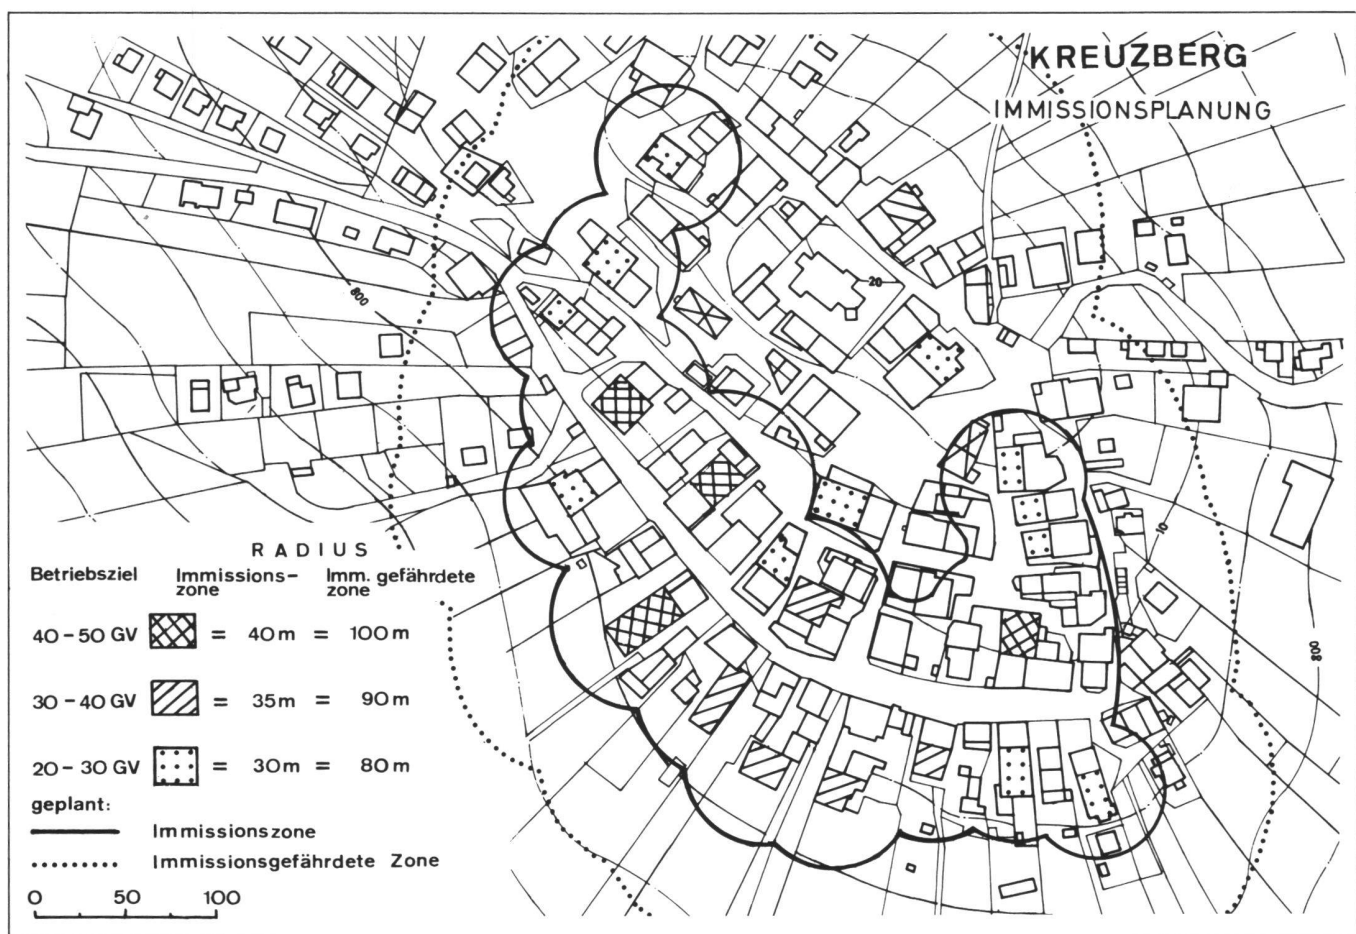 KREUZBERG
IMMISSIONSPLANUNG
20
800
10
800
RADIUS
Betriebsziel Immissions- Imm. gefährdete
zone zone
40-50 GV = 40m = 100m
30-40 GV = 35m = 90m
20-30 GV = 30m = 80m
geplant:
Immissionszone
Immissionsgefährdete Zone
0 50 100